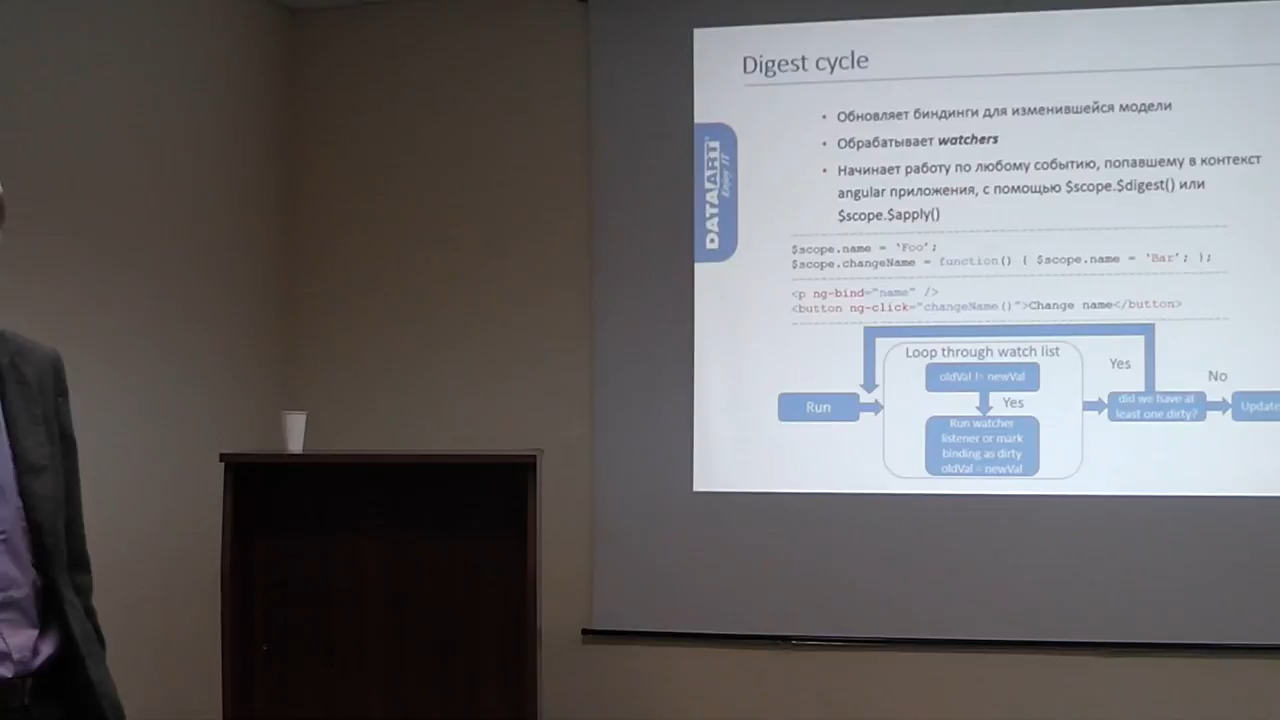 Digest cycle
• Обновляет биндинги для изменившейся модели
• Обрабатывает watchers
• Начинает работу по любому событию, попавшему в контекст
angular приложения, с помощью $scope.$digest() или
$scope.$apply()
DATAART
Enjoy IT
$scope.name = 'Foo';
$scope.changeName = function() { $scope.name = 'Bar'; };
<p ng-bind="name" />
<button ng-click="changeName()">Change name</button>
Loop through watch list
oldVal != newVal
Yes
Run watcher
listener or mark
binding as dirty
oldVal = newVal
Run
Yes
did we have at
least one dirty?
No
Update